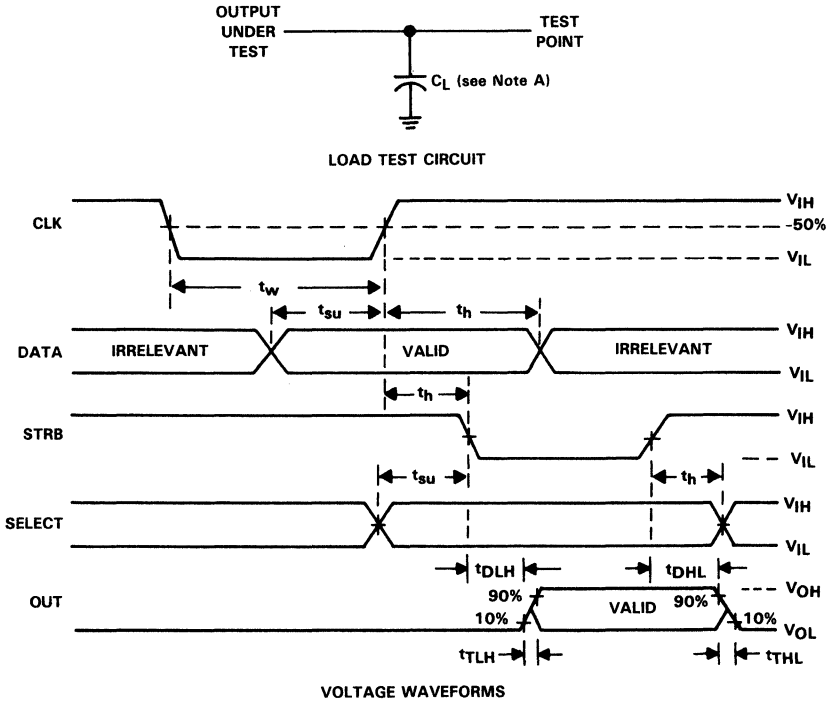 OUTPUT
UNDER
TEST
TEST
POINT
CL (see Note A)
LOAD TEST CIRCUIT
CLK
VIH
-50%
VIL
tw
tsu
th
DATA
IRRELEVANT
VALID
IRRELEVANT
VIH
VIL
th
STRB
VIH
VIL
tsu
th
SELECT
VIH
VIL
tDLH
tDHL
OUT
90%
10%
VALID
90%
10%
VOH
VOL
tTLH
tTHL
VOLTAGE WAVEFORMS